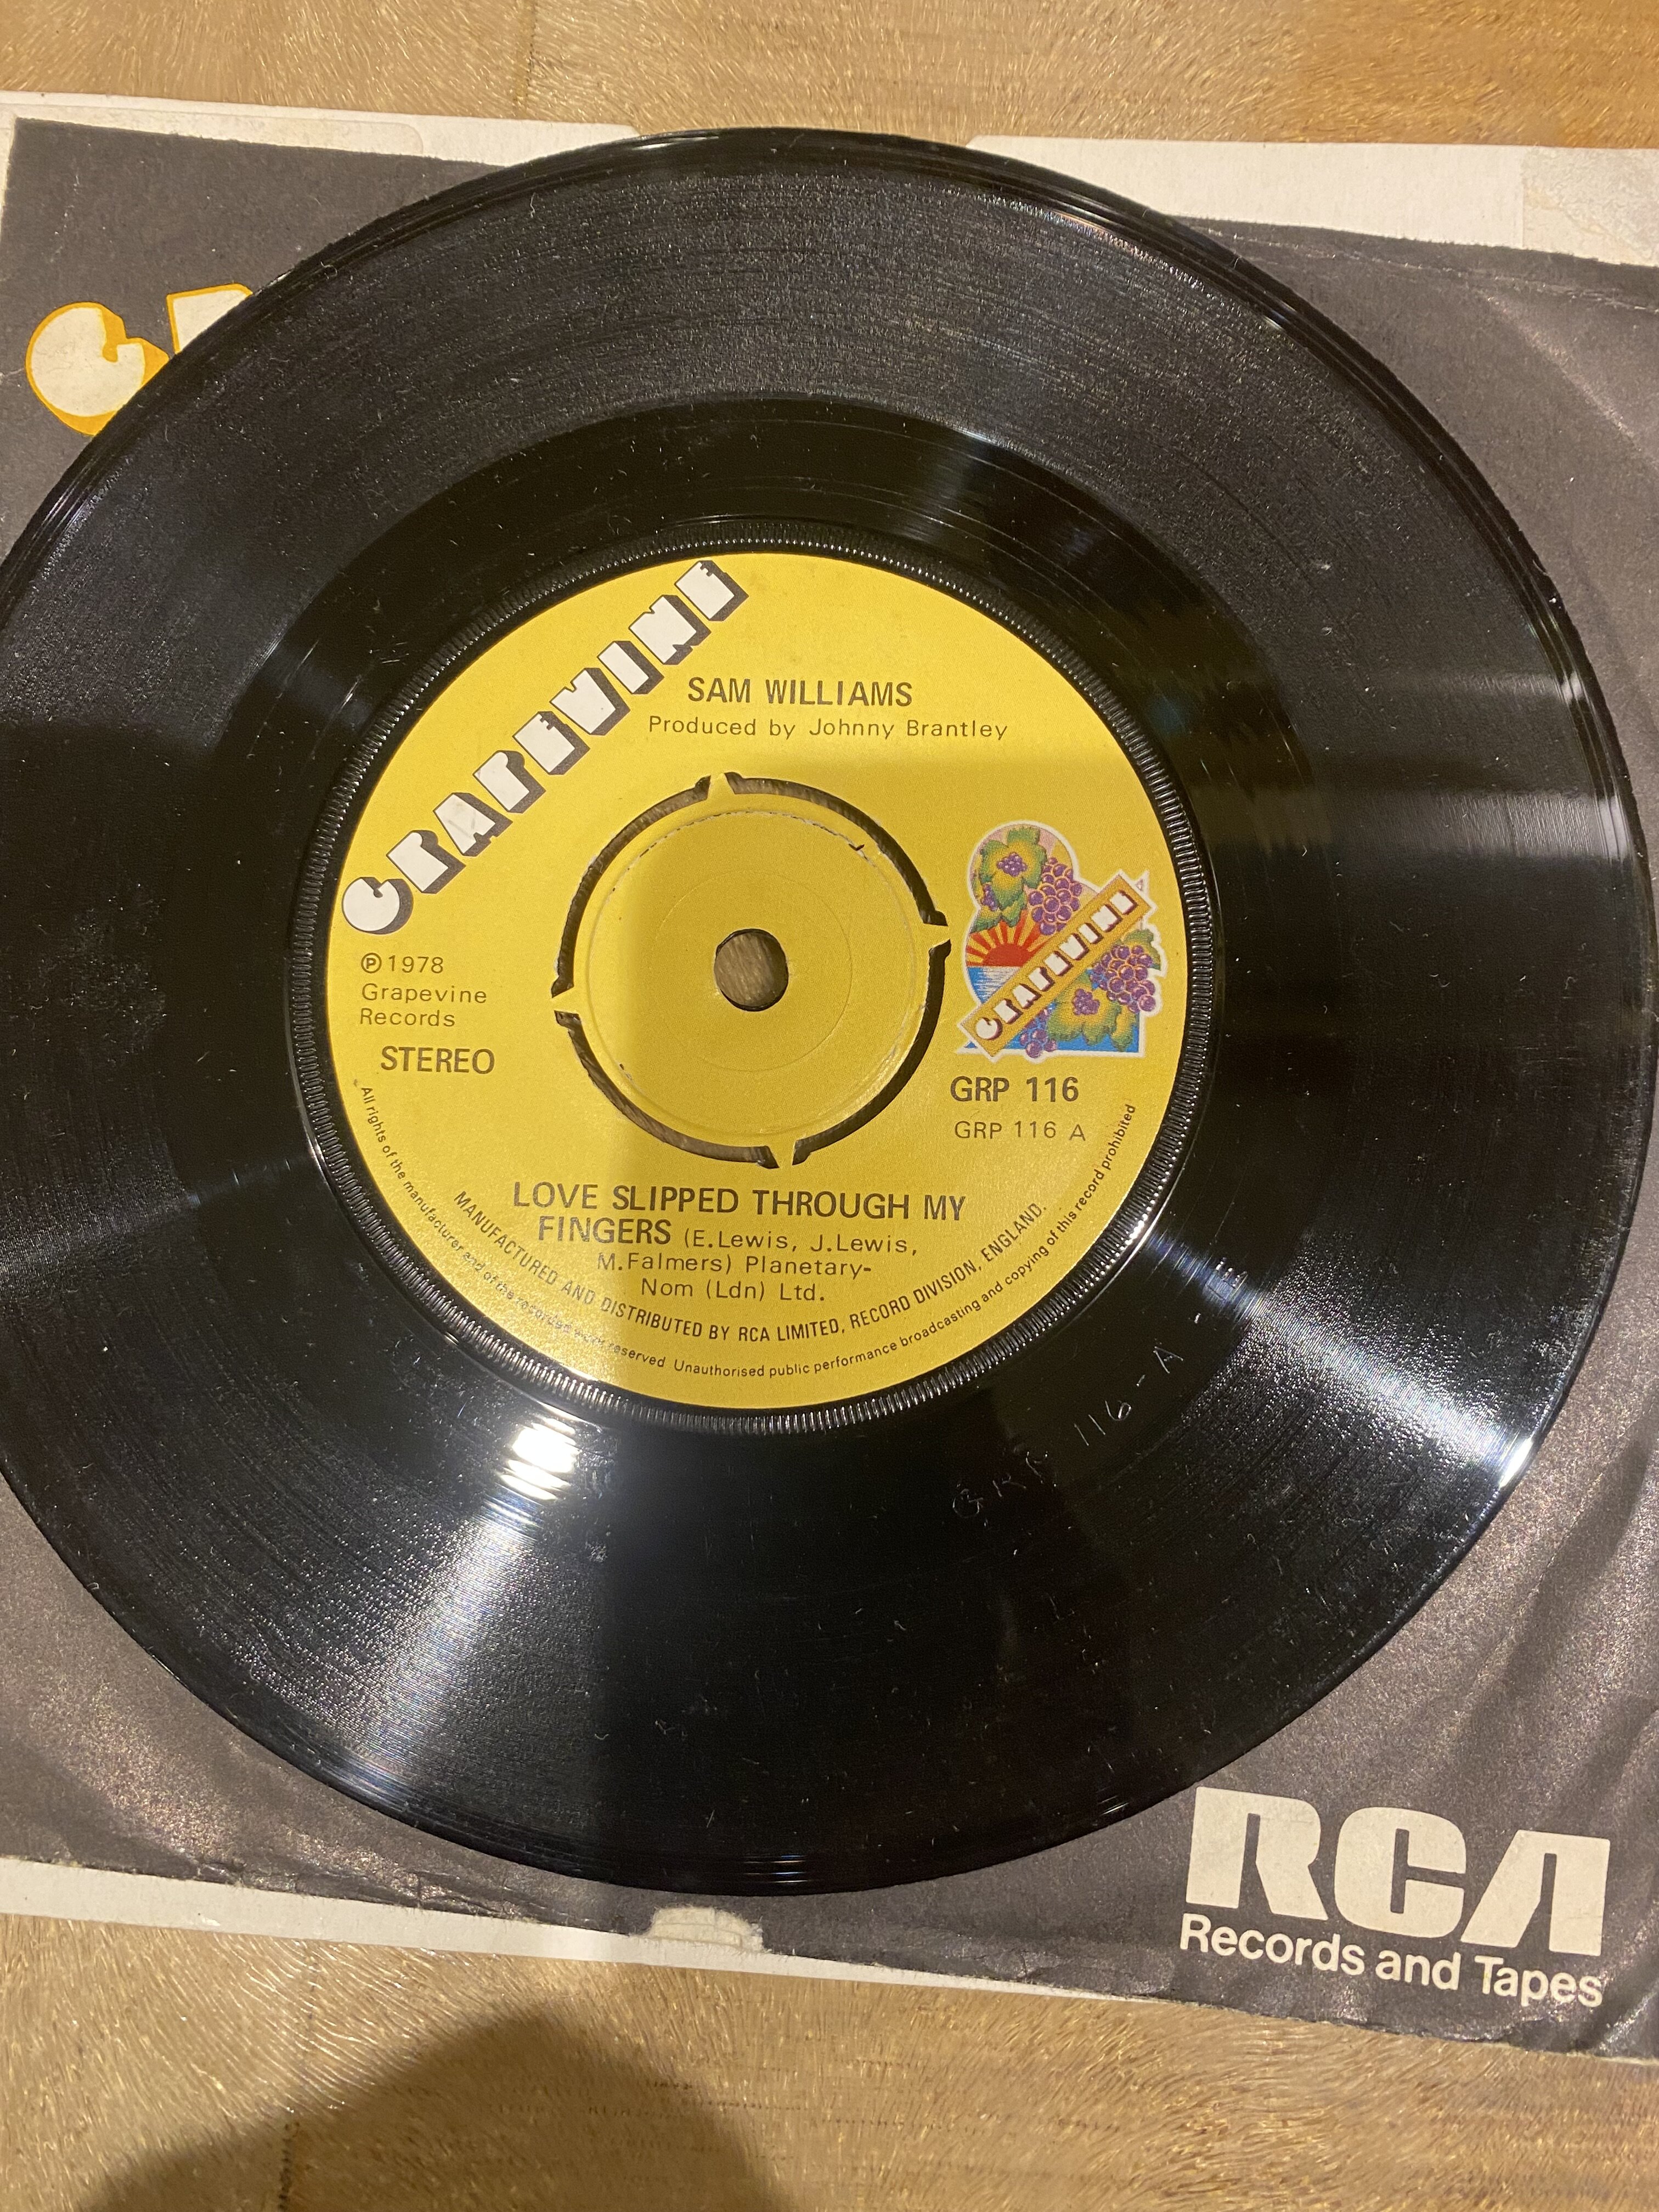 GRAPEVINE
SAM WILLIAMS
Produced by Johnny Brantley
℗1978
Grapevine
Records
STEREO
GRAPEVINE
GRP 116
GRP 116 A
LOVE SLIPPED THROUGH MY
FINGERS (E.Lewis, J.Lewis,
M.Falmers) Planetary-
Nom (Ldn) Ltd.
MANUFACTURED AND DISTRIBUTED BY RCA LIMITED, RECORD DIVISION, ENGLAND.
All rights of the manufacturer and of the recorded work reserved Unauthorised public performance broadcasting and copying of this record prohibited
GRP 116-A-
RCA
Records and Tapes